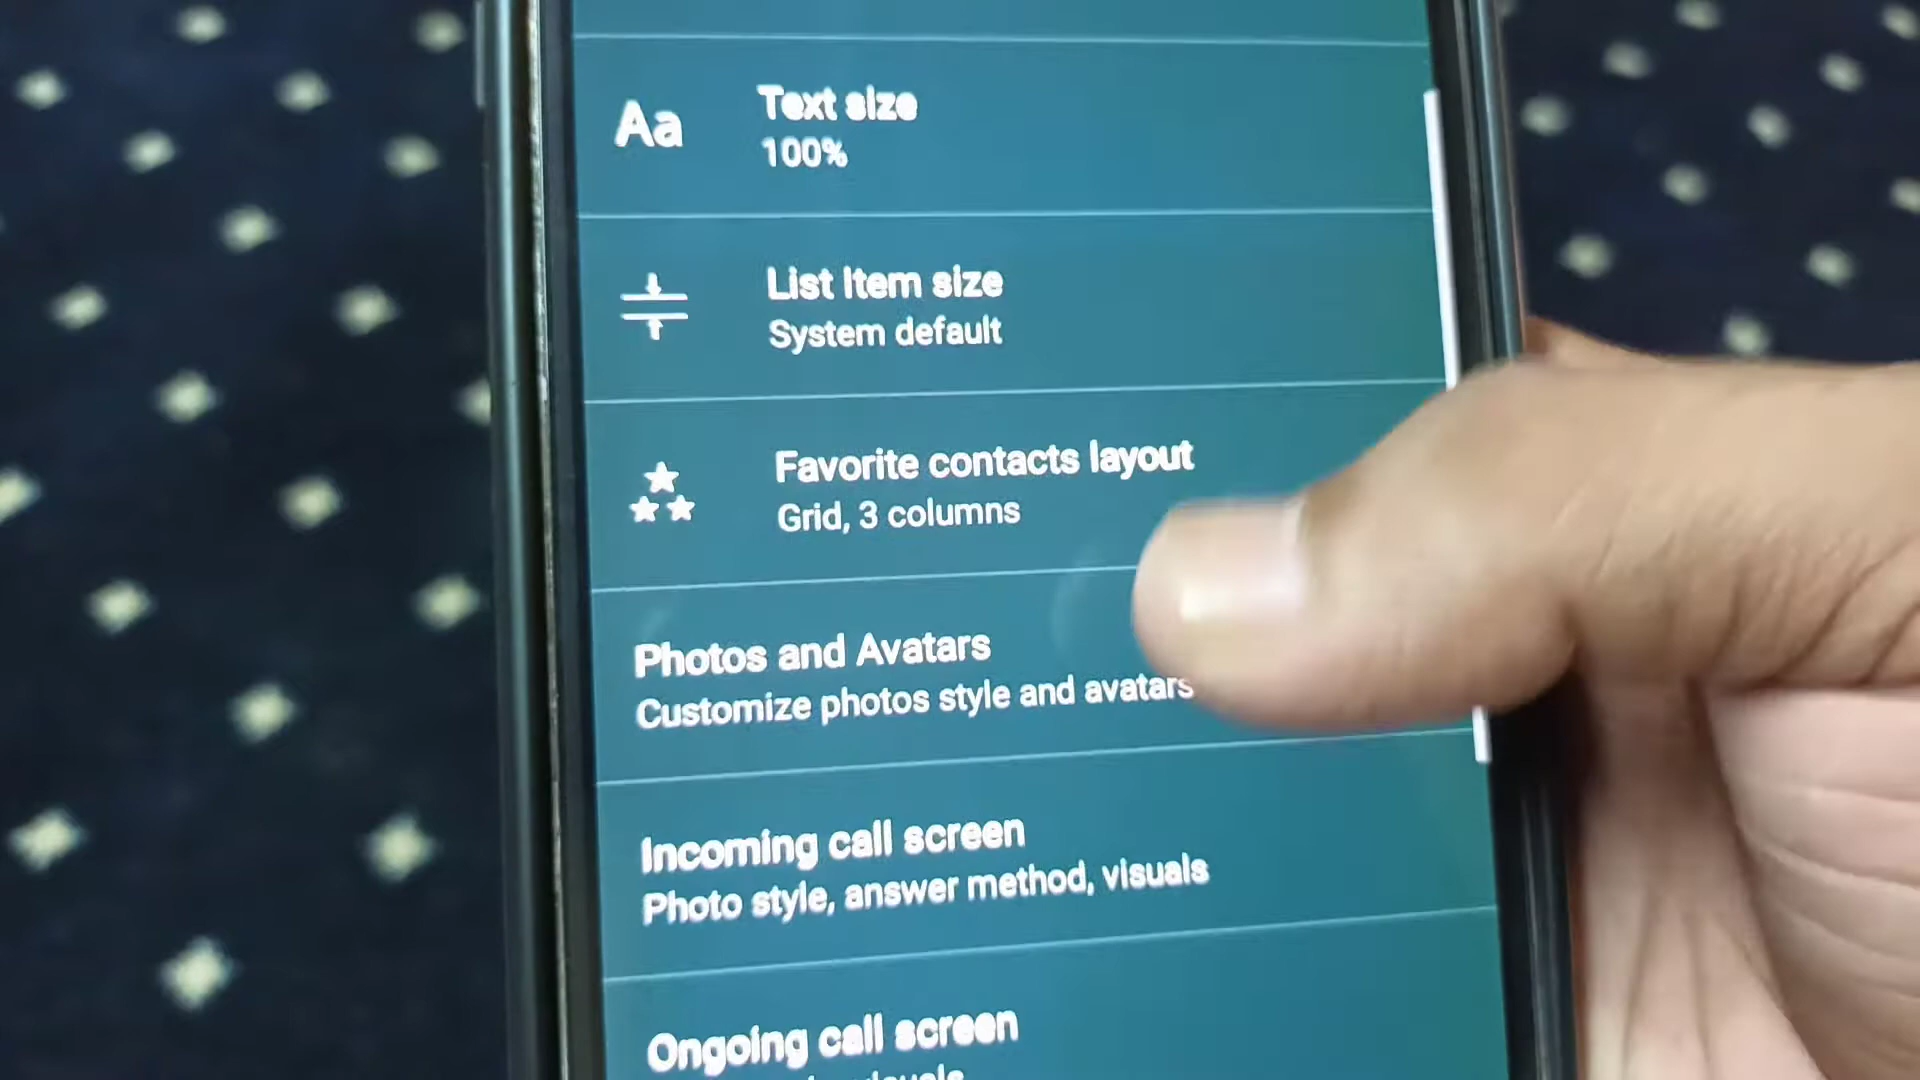 Aa
Text size
100%
List Item size
System default
Favorite contacts layout
Grid, 3 columns
Photos and Avatars
Customize photos style and avatars
Incoming call screen
Photo style, answer method, visuals
Ongoing call screen